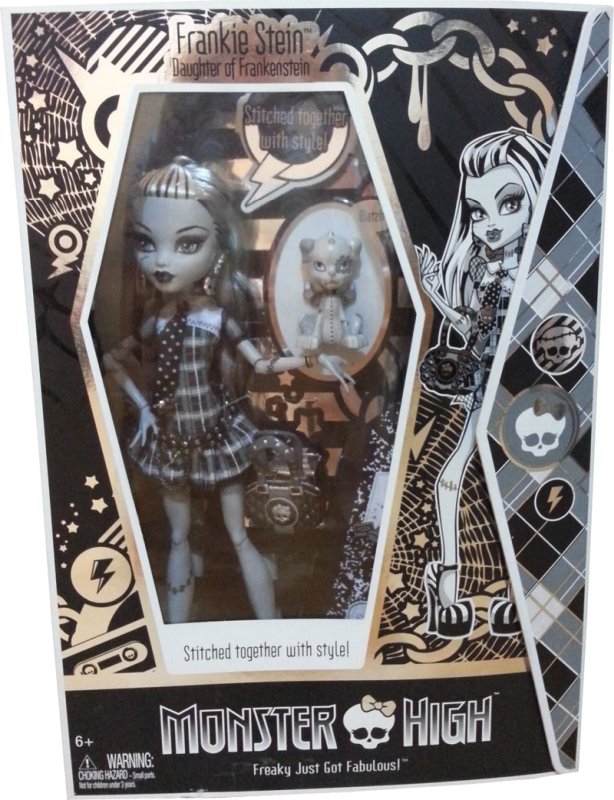 Frankie Stein™
Daughter of Frankenstein
Stitched together
with style!
Stitched together with style!
MONSTER HIGH™
Freaky Just Got Fabulous!™
6+
WARNING:
CHOKING HAZARD - Small parts.
Not for children under 3 years.